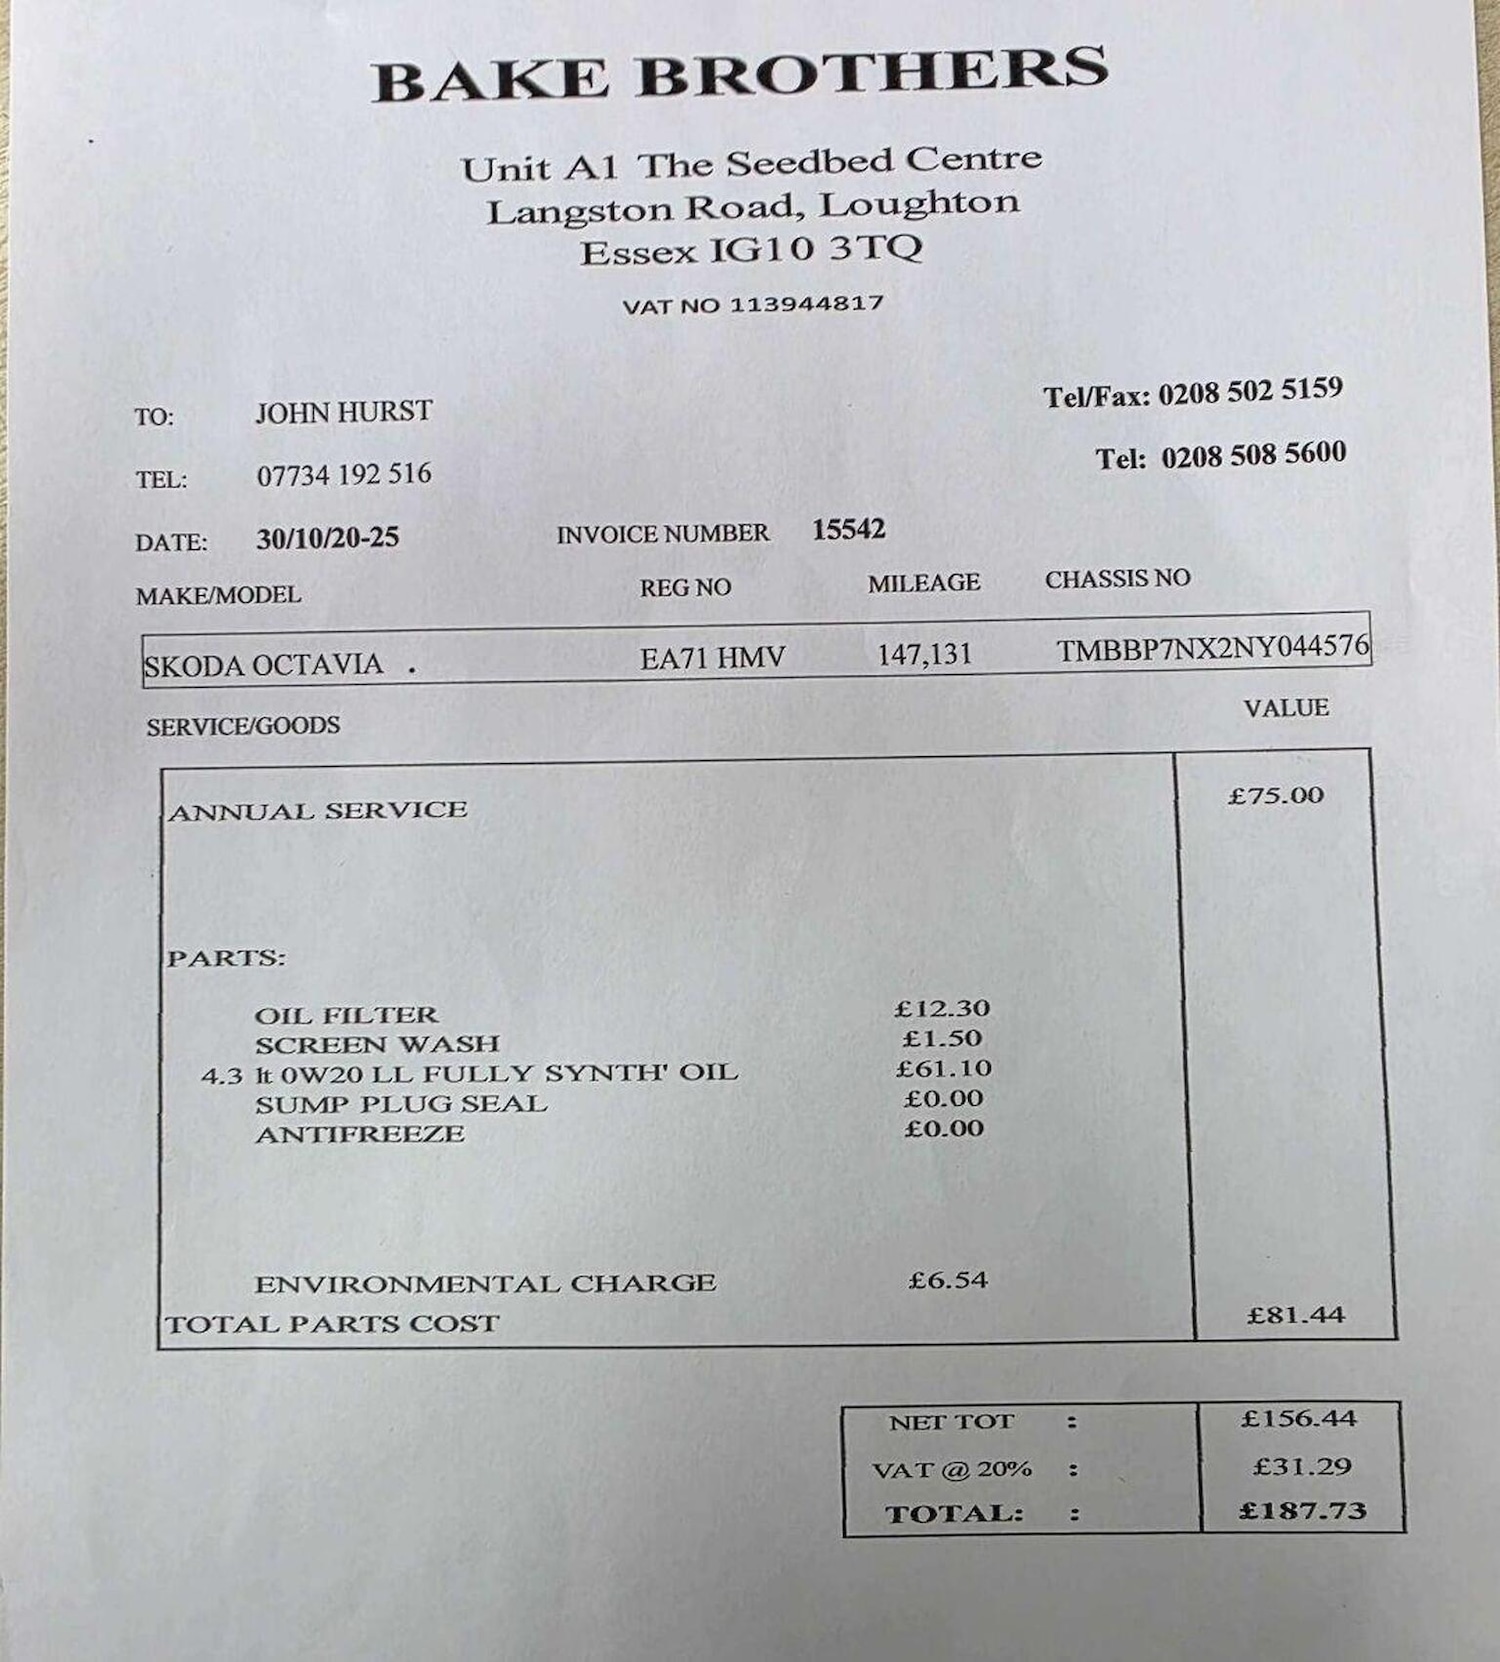 BAKE BROTHERS
Unit A1 The Seedbed Centre
Langston Road, Loughton
Essex IG10 3TQ
VAT NO 113944817
TO: JOHN HURST
Tel/Fax: 0208 502 5159
TEL: 07734 192 516
Tel: 0208 508 5600
DATE: 30/10/20-25 INVOICE NUMBER 15542
MAKE/MODEL REG NO MILEAGE CHASSIS NO
SKODA OCTAVIA . EA71 HMV 147,131 TMBBP7NX2NY044576
SERVICE/GOODS VALUE
ANNUAL SERVICE £75.00
PARTS:
OIL FILTER £12.30
SCREEN WASH £1.50
4.3 lt 0W20 LL FULLY SYNTH' OIL £61.10
SUMP PLUG SEAL £0.00
ANTIFREEZE £0.00
ENVIRONMENTAL CHARGE £6.54
TOTAL PARTS COST £81.44
NET TOT : £156.44
VAT @ 20% : £31.29
TOTAL: : £187.73